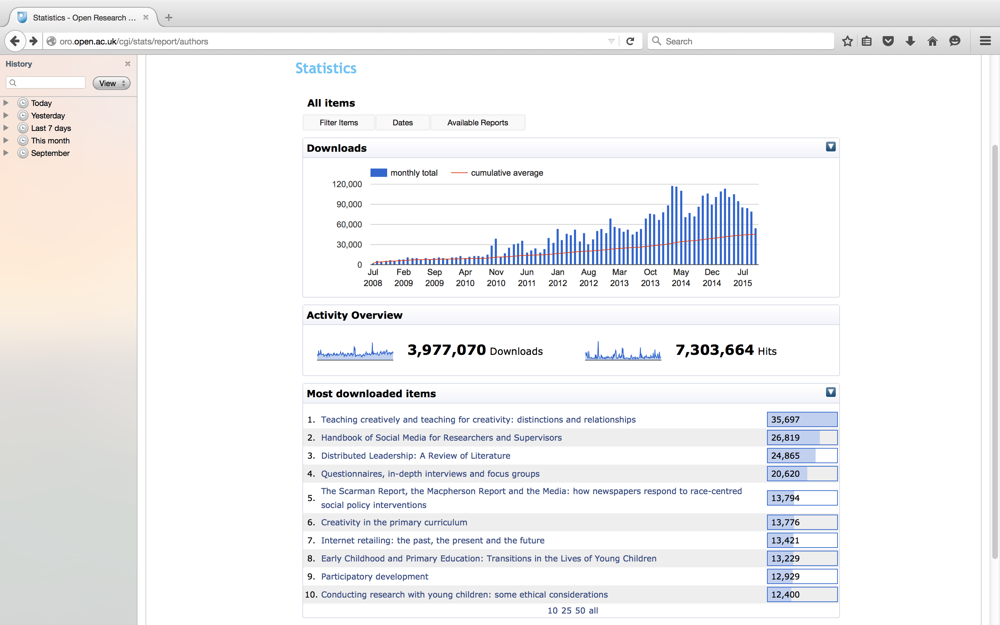 Statistics - Open Research ...
oro.open.ac.uk/cgi/stats/report/authors
Search
History
View
Today
Yesterday
Last 7 days
This month
September
Statistics
All items
Filter Items Dates Available Reports
Downloads
monthly total cumulative average
120,000
90,000
60,000
30,000
0
Jul Feb Sep Apr Nov Jun Jan Aug Mar Oct May Dec Jul
2008 2009 2009 2010 2010 2011 2012 2012 2013 2013 2014 2014 2015
Activity Overview
3,977,070 Downloads 7,303,664 Hits
Most downloaded items
1. Teaching creatively and teaching for creativity: distinctions and relationships 35,697
2. Handbook of Social Media for Researchers and Supervisors 26,819
3. Distributed Leadership: A Review of Literature 24,865
4. Questionnaires, in-depth interviews and focus groups 20,620
5. The Scarman Report, the Macpherson Report and the Media: how newspapers respond to race-centred
social policy interventions 13,794
6. Creativity in the primary curriculum 13,776
7. Internet retailing: the past, the present and the future 13,421
8. Early Childhood and Primary Education: Transitions in the Lives of Young Children 13,229
9. Participatory development 12,929
10. Conducting research with young children: some ethical considerations 12,400
10 25 50 all